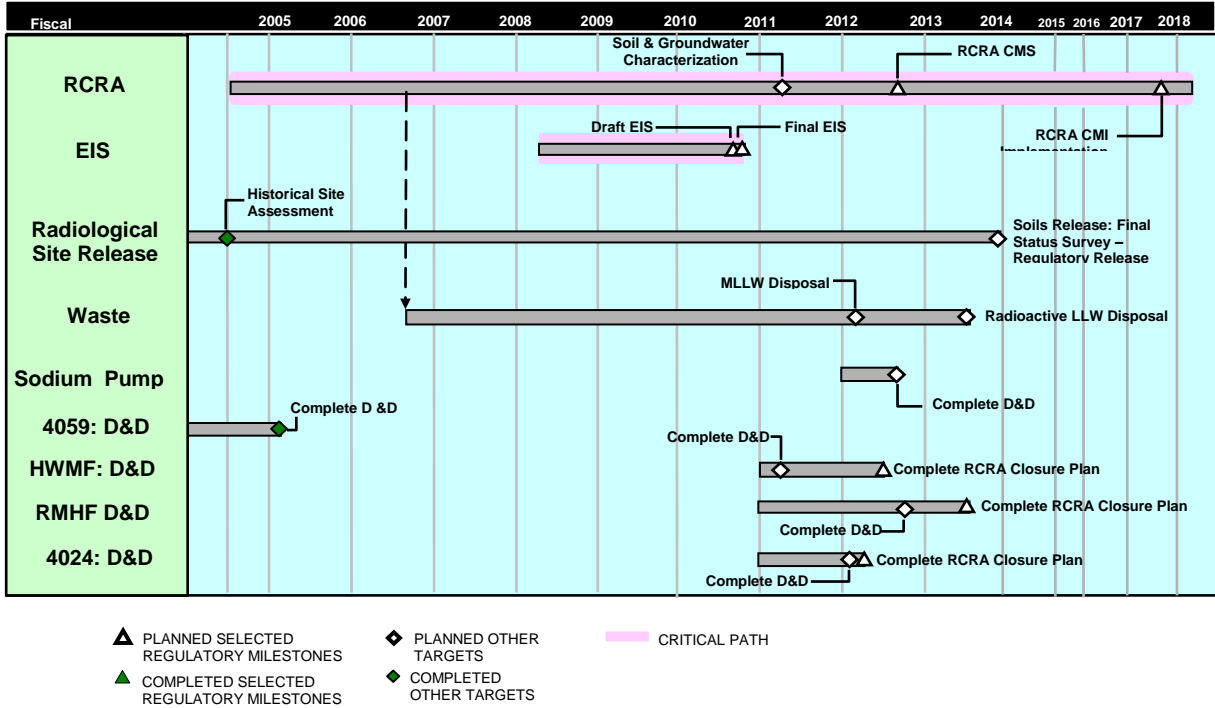 Fiscal 2005 2006 2007 2008 2009 2010 2011 2012 2013 2014 2015 2016 2017 2018
Soil & Groundwater
Characterization
RCRA CMS
RCRA
RCRA CMI
Implementation
Draft EIS
Final EIS
EIS
Historical Site
Assessment
Radiological
Site Release
Soils Release: Final
Status Survey –
Regulatory Release
MLLW Disposal
Waste
Radioactive LLW Disposal
Sodium Pump
Complete D&D
4059: D&D
Complete D &D
Complete D&D
HWMF: D&D
Complete RCRA Closure Plan
RMHF D&D
Complete RCRA Closure Plan
Complete D&D
4024: D&D
Complete RCRA Closure Plan
Complete D&D
PLANNED SELECTED
REGULATORY MILESTONES
PLANNED OTHER
TARGETS
CRITICAL PATH
COMPLETED SELECTED
REGULATORY MILESTONES
COMPLETED
OTHER TARGETS